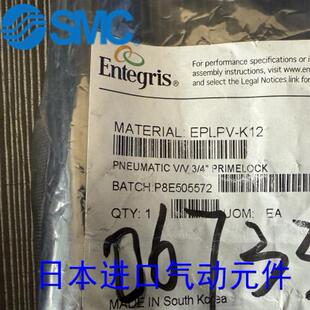 SMC
Entegris®
For performance specifications or i
assembly instructions, visit www.en
and select the Legal Notices link fo
MATERIAL: EPLPV-K12
PNEUMATIC V/V 3/4" PRIMELOCK
BATCH:P8E505572
QTY: 1
UOM: EA
日本进口气动元件
MADE IN South Korea